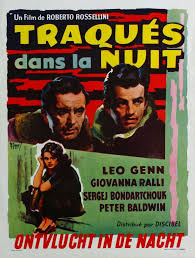 Un Film de ROBERTO ROSSELLINI
TRAQUÉS
dans la NUIT
LEO GENN
GIOVANNA RALLI
SERGEJ BONDARTCHOUK
PETER BALDWIN
Distribué par DISCIBEL
ONTVLUCHT IN DE NACHT